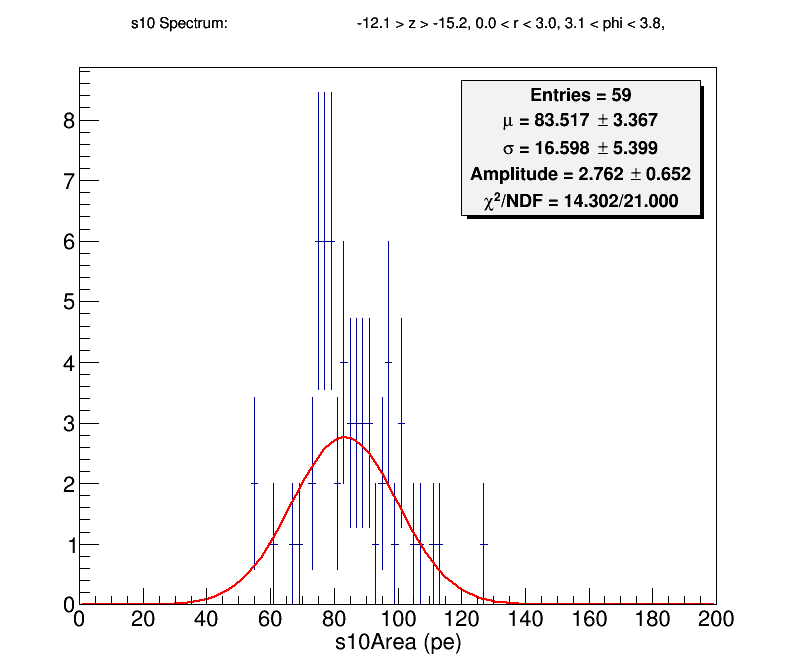 s10 Spectrum: -12.1 > z > -15.2, 0.0 < r < 3.0, 3.1 < phi < 3.8,
Entries = 59
μ = 83.517 ± 3.367
σ = 16.598 ± 5.399
Amplitude = 2.762 ± 0.652
χ²/NDF = 14.302/21.000
8
7
6
5
4
3
2
1
0
0 20 40 60 80 100 120 140 160 180 200
s10Area (pe)